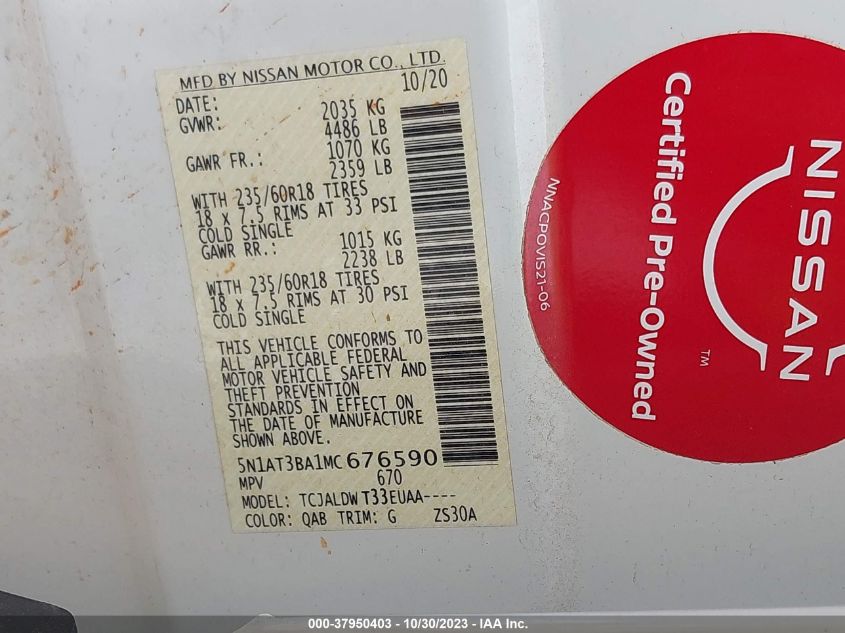 MFD BY NISSAN MOTOR CO., LTD.
DATE: 10/20
GVWR: 2035 KG
4486 LB
GAWR FR.: 1070 KG
2359 LB
WITH 235/60R18 TIRES
18 X 7.5 RIMS AT 33 PSI
COLD SINGLE
GAWR RR.: 1015 KG
2238 LB
WITH 235/60R18 TIRES
18 X 7.5 RIMS AT 30 PSI
COLD SINGLE
THIS VEHICLE CONFORMS TO
ALL APPLICABLE FEDERAL
MOTOR VEHICLE SAFETY AND
THEFT PREVENTION
STANDARDS IN EFFECT ON
THE DATE OF MANUFACTURE
SHOWN ABOVE.
5N1AT3BA1MC676590
MPV 670
MODEL: TCJALDWT33EUAA----
COLOR: QAB TRIM: G ZS30A
NISSAN
TM
Certified Pre-Owned
NNACPOVIS21-06
000-37950403 - 10/30/2023 - IAA Inc.